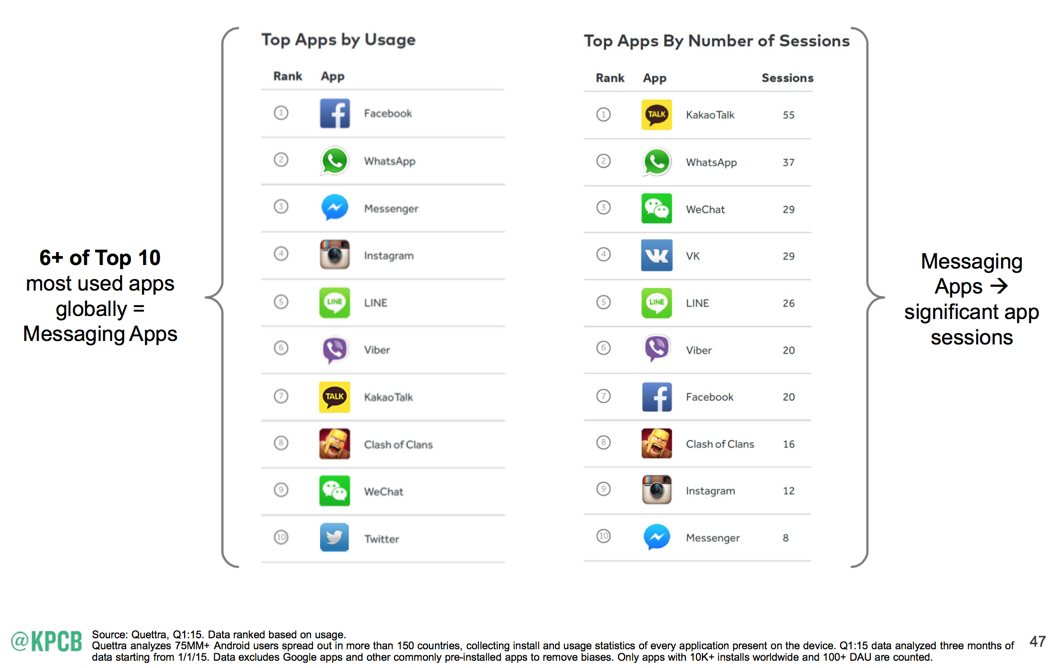 6+ of Top 10
most used apps
globally =
Messaging Apps
Top Apps by Usage
Rank App
1 Facebook
2 WhatsApp
3 Messenger
4 Instagram
5 LINE LINE
6 Viber
7 TALK KakaoTalk
8 Clash of Clans
9 WeChat
10 Twitter
Top Apps By Number of Sessions
Rank App Sessions
1 TALK KakaoTalk 55
2 WhatsApp 37
3 WeChat 29
4 VK 29
5 LINE LINE 26
6 Viber 20
7 Facebook 20
8 Clash of Clans 16
9 Instagram 12
10 Messenger 8
Messaging
Apps →
significant app
sessions
@KPCB
Source: Quettra, Q1:15. Data ranked based on usage.
Quettra analyzes 75MM+ Android users spread out in more than 150 countries, collecting install and usage statistics of every application present on the device. Q1:15 data analyzed three months of
data starting from 1/1/15. Data excludes Google apps and other commonly pre-installed apps to remove biases. Only apps with 10K+ installs worldwide and 100+ DAU are counted.
47